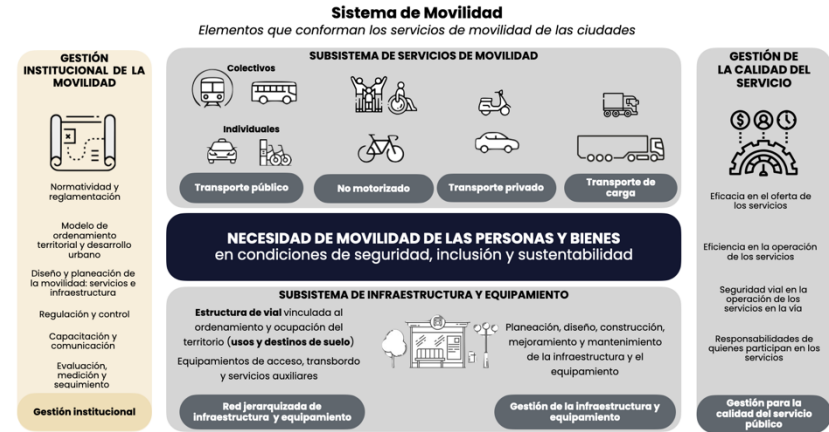 Sistema de Movilidad
Elementos que conforman los servicios de movilidad de las ciudades
GESTIÓN
INSTITUCIONAL DE LA
MOVILIDAD
Normatividad y
reglamentación
Modelo de
ordenamiento
territorial y desarrollo
urbano
Diseño y planeación de
la movilidad: servicios e
infraestructura
Regulación y control
Capacitación y
comunicación
Evaluación,
medición y
seguimiento
Gestión institucional
SUBSISTEMA DE SERVICIOS DE MOVILIDAD
Colectivos
Individuales
Transporte público
No motorizado
Transporte privado
Transporte de
carga
NECESIDAD DE MOVILIDAD DE LAS PERSONAS Y BIENES
en condiciones de seguridad, inclusión y sustentabilidad
SUBSISTEMA DE INFRAESTRUCTURA Y EQUIPAMIENTO
Estructura de vial vinculada al
ordenamiento y ocupación del
territorio (usos y destinos de suelo)
Equipamientos de acceso, transbordo
y servicios auxiliares
Planeación, diseño, construcción,
mejoramiento y mantenimiento
de la infraestructura y el
equipamiento
Red jerarquizada de
infraestructura y equipamiento
Gestión de la infraestructura y
equipamiento
GESTIÓN DE
LA CALIDAD DEL
SERVICIO
Eficacia en el oferta de
los servicios
Eficiencia en la operación
de los servicios
Seguridad vial en la
operación de los
servicios en la vía
Responsabilidades de
quienes participan en los
servicios
Gestión para la
calidad del servicio
público